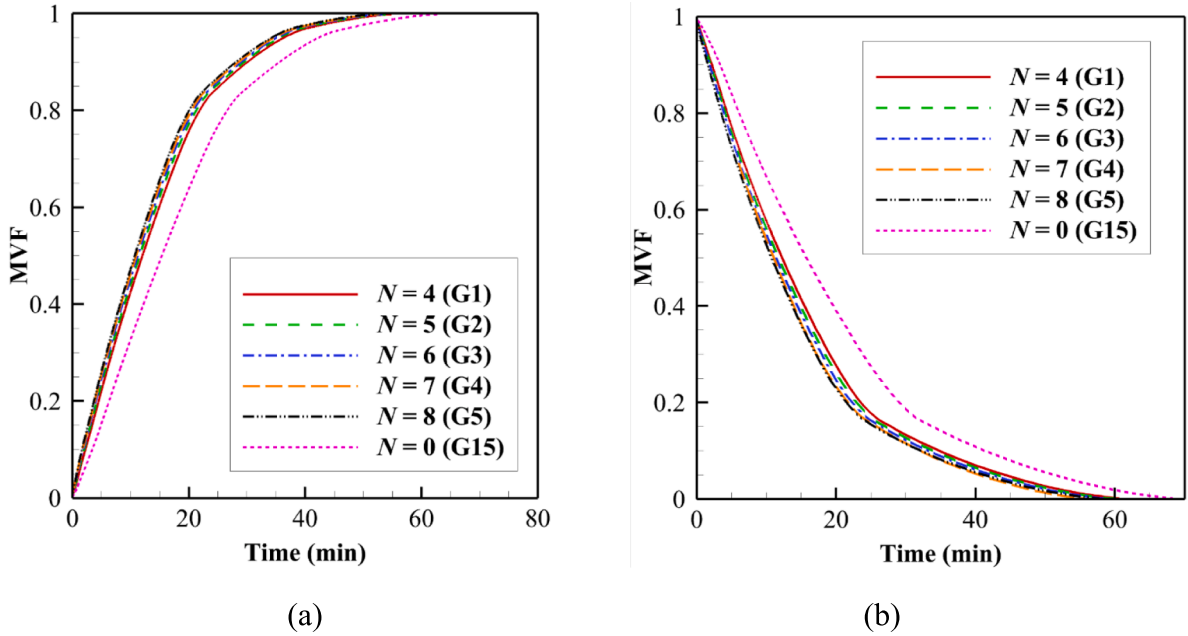 1
0.8
0.6
0.4
0.2
0
MVF
0
20
40
60
80
Time (min)
N = 4 (G1)
N = 5 (G2)
N = 6 (G3)
N = 7 (G4)
N = 8 (G5)
N = 0 (G15)
(a)
1
0.8
0.6
0.4
0.2
0
MVF
0
20
40
60
Time (min)
N = 4 (G1)
N = 5 (G2)
N = 6 (G3)
N = 7 (G4)
N = 8 (G5)
N = 0 (G15)
(b)